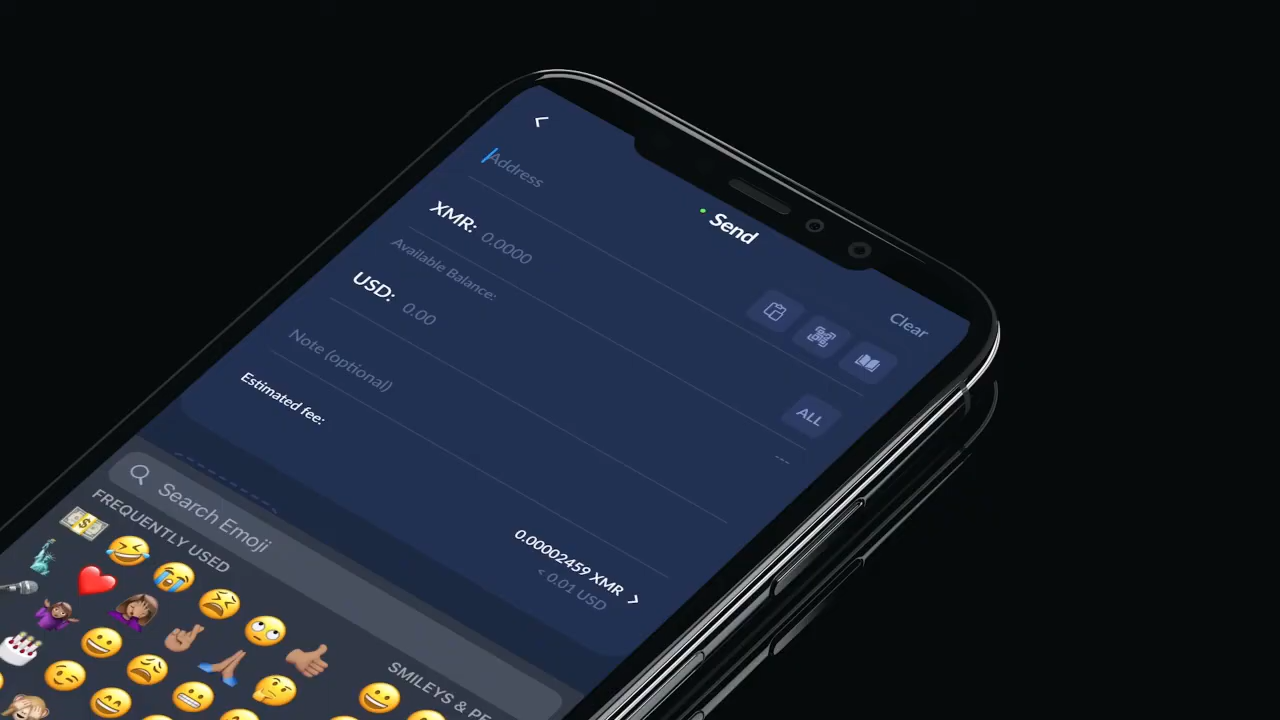 Send
Clear
Address
XMR: 0.0000
ALL
Available Balance:
---
USD: 0.00
Note (optional)
Estimated fee:
0.00002459 XMR
< 0.01 USD
Search Emoji
FREQUENTLY USED
SMILEYS & PE